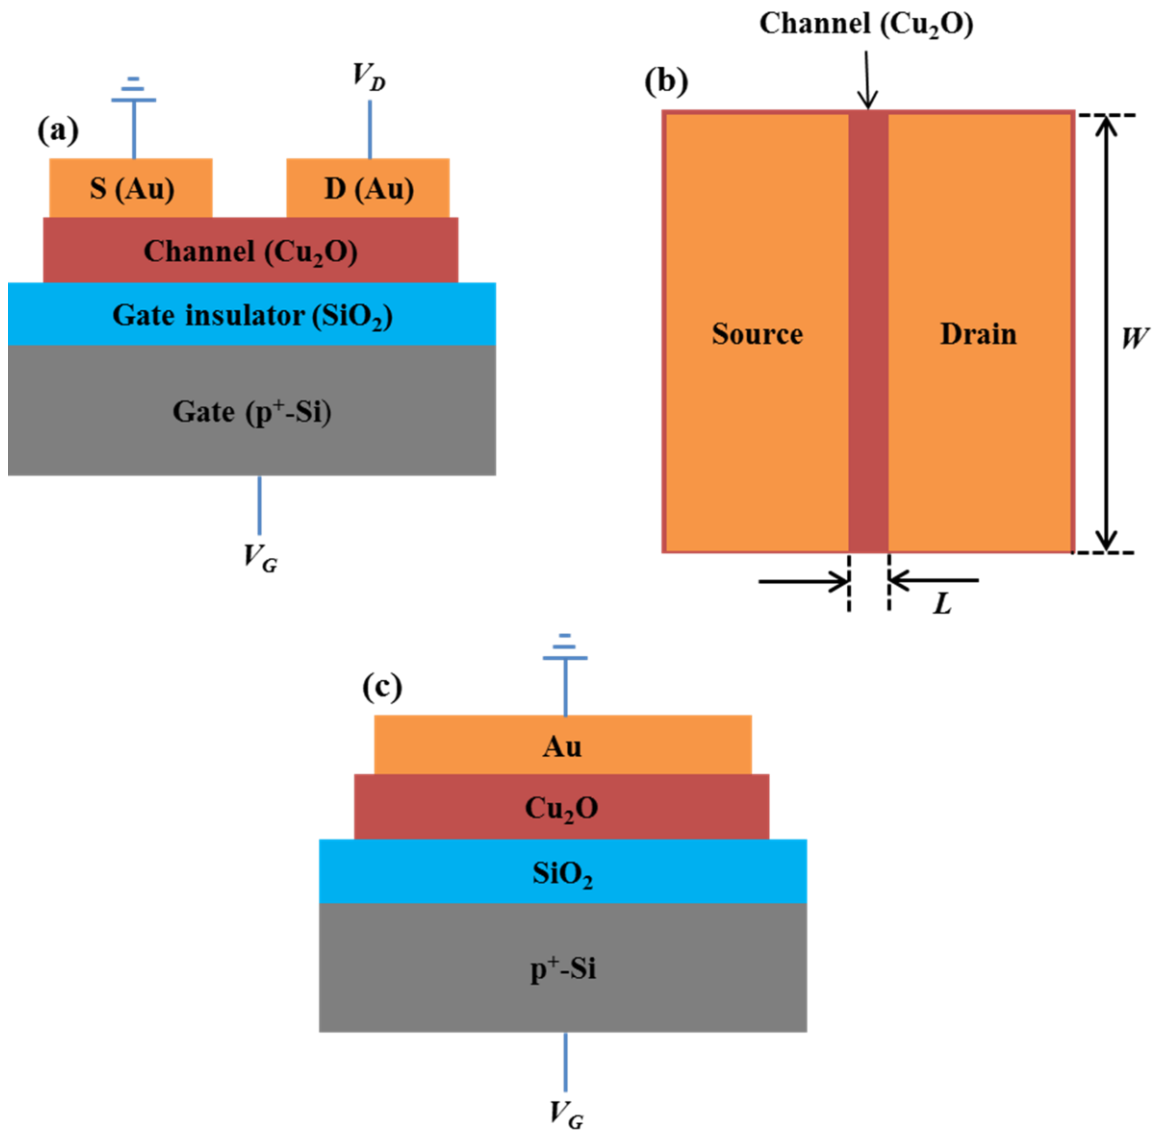 Channel (Cu₂O)
(b)
V_D
(a)
S (Au)
D (Au)
Channel (Cu₂O)
Gate insulator (SiO₂)
Gate (p⁺-Si)
V_G
Source
Drain
W
L
(c)
Au
Cu₂O
SiO₂
p⁺-Si
V_G